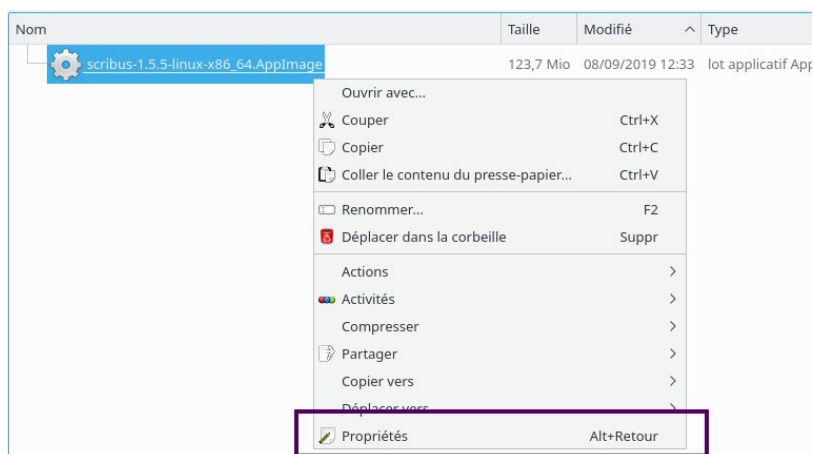 Nom Taille Modifié Type
scribus-1.5.5-linux-x86_64.AppImage 123,7 Mio 08/09/2019 12:33 lot applicatif App
Ouvrir avec...
Couper Ctrl+X
Copier Ctrl+C
Coller le contenu du presse-papier... Ctrl+V
Renommer... F2
Déplacer dans la corbeille Suppr
Actions
Activités
Compresser
Partager
Copier vers
Déplacer vers
Propriétés Alt+Retour